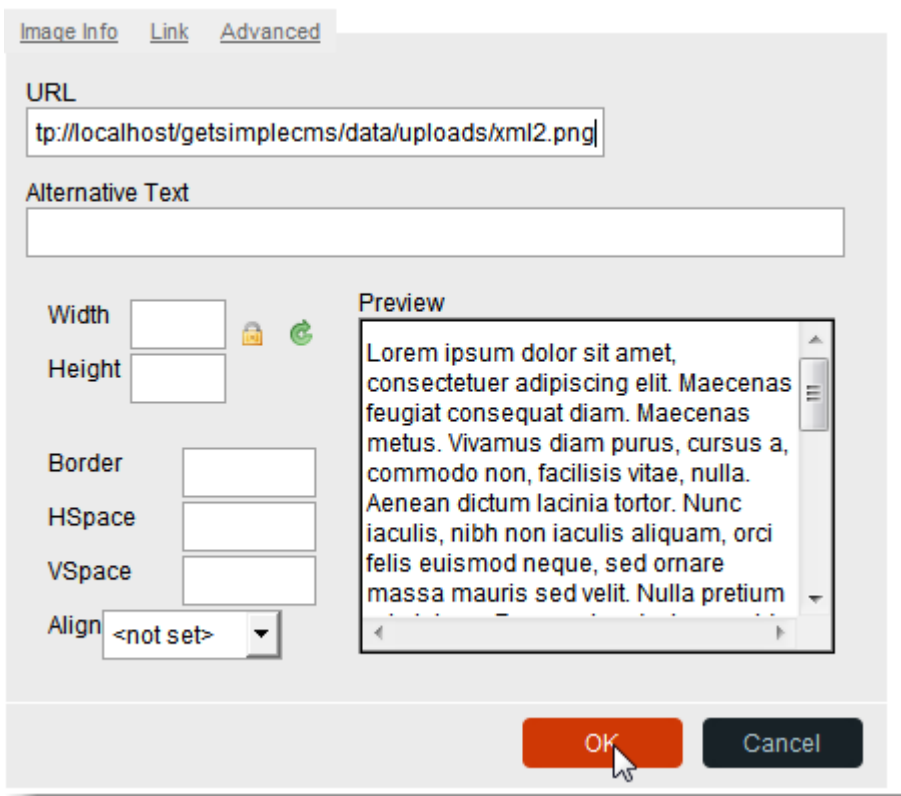 Image Info Link Advanced
URL
tp://localhost/getsimplecms/data/uploads/xml2.png
Alternative Text
Width
Height
Border
HSpace
VSpace
Align <not set>
Preview
Lorem ipsum dolor sit amet,
consectetuer adipiscing elit. Maecenas
feugiat consequat diam. Maecenas
metus. Vivamus diam purus, cursus a,
commodo non, facilisis vitae, nulla.
Aenean dictum lacinia tortor. Nunc
iaculis, nibh non iaculis aliquam, orci
felis euismod neque, sed ornare
massa mauris sed velit. Nulla pretium
OK Cancel